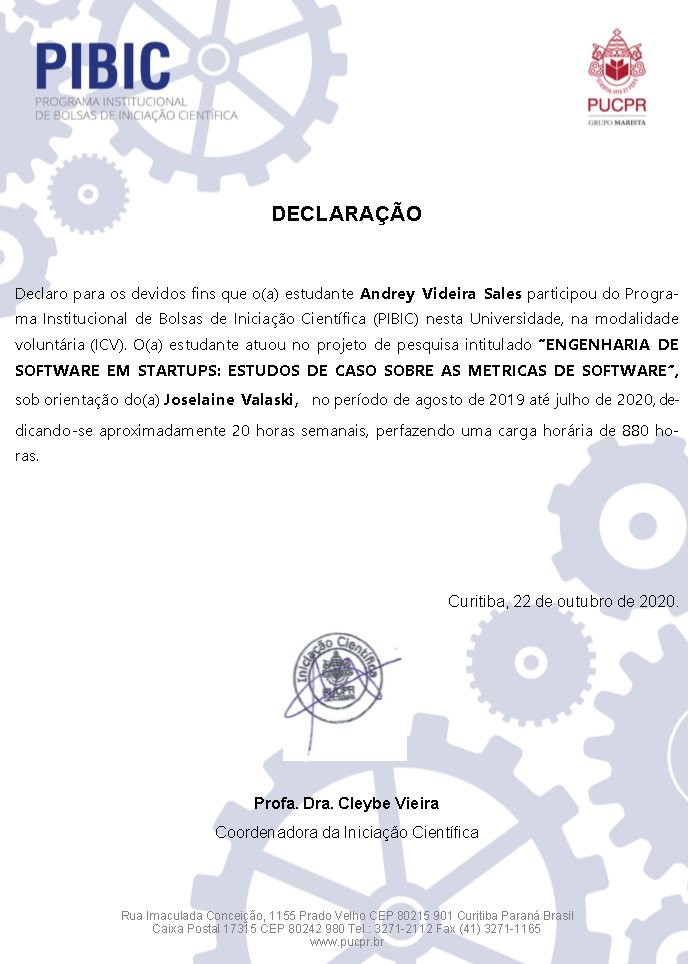 PIBIC
PROGRAMA INSTITUCIONAL
DE BOLSAS DE INICIAÇÃO CIENTÍFICA
PUCPR
GRUPO MARISTA
DECLARAÇÃO
Declaro para os devidos fins que o(a) estudante Andrey Videira Sales participou do Progra-
ma Institucional de Bolsas de Iniciação Científica (PIBIC) nesta Universidade, na modalidade
voluntária (ICV). O(a) estudante atuou no projeto de pesquisa intitulado “ENGENHARIA DE
SOFTWARE EM STARTUPS: ESTUDOS DE CASO SOBRE AS METRICAS DE SOFTWARE”,
sob orientação do(a) Joselaine Valaski, no período de agosto de 2019 até julho de 2020, de-
dicando-se aproximadamente 20 horas semanais, perfazendo uma carga horária de 880 ho-
ras.
Curitiba, 22 de outubro de 2020.
Iniciação Científica
PUCPR
Profa. Dra. Cleybe Vieira
Coordenadora da Iniciação Científica
Rua Imaculada Conceição, 1155 Prado Velho CEP 80215 901 Curitiba Paraná Brasil
Caixa Postal 17315 CEP 80242 980 Tel.: 3271-2112 Fax (41) 3271-1165
www.pucpr.br